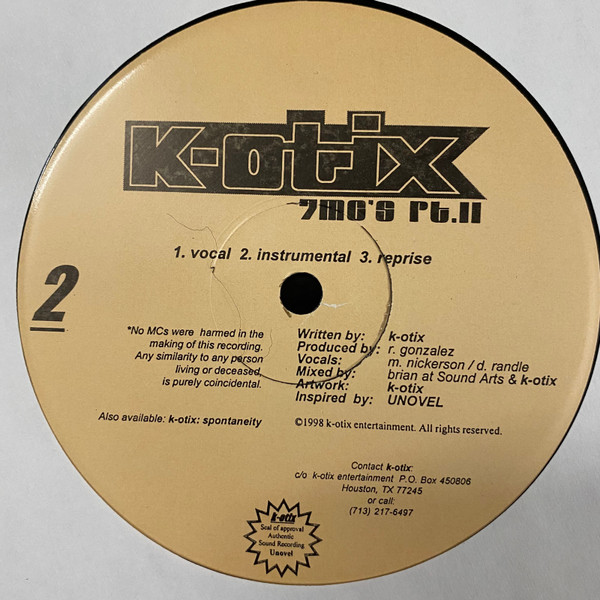 k-otix
7MC's Pt.II
1. vocal 2. instrumental 3. reprise
2
*No MCs were harmed in the
making of this recording.
Any similarity to any person
living or deceased,
is purely coincidental.
Also available: k-otix: spontaneity
Written by: k-otix
Produced by: r. gonzalez
Vocals: m. nickerson / d. randle
Mixed by: brian at Sound Arts & k-otix
Artwork: k-otix
Inspired by: UNOVEL
©1998 k-otix entertainment. All rights reserved.
Contact k-otix:
c/o k-otix entertainment P.O. Box 450806
Houston, TX 77245
or call:
(713) 217-6497
k-otix
Seal of approval
Authentic
Sound Recording
Unovel